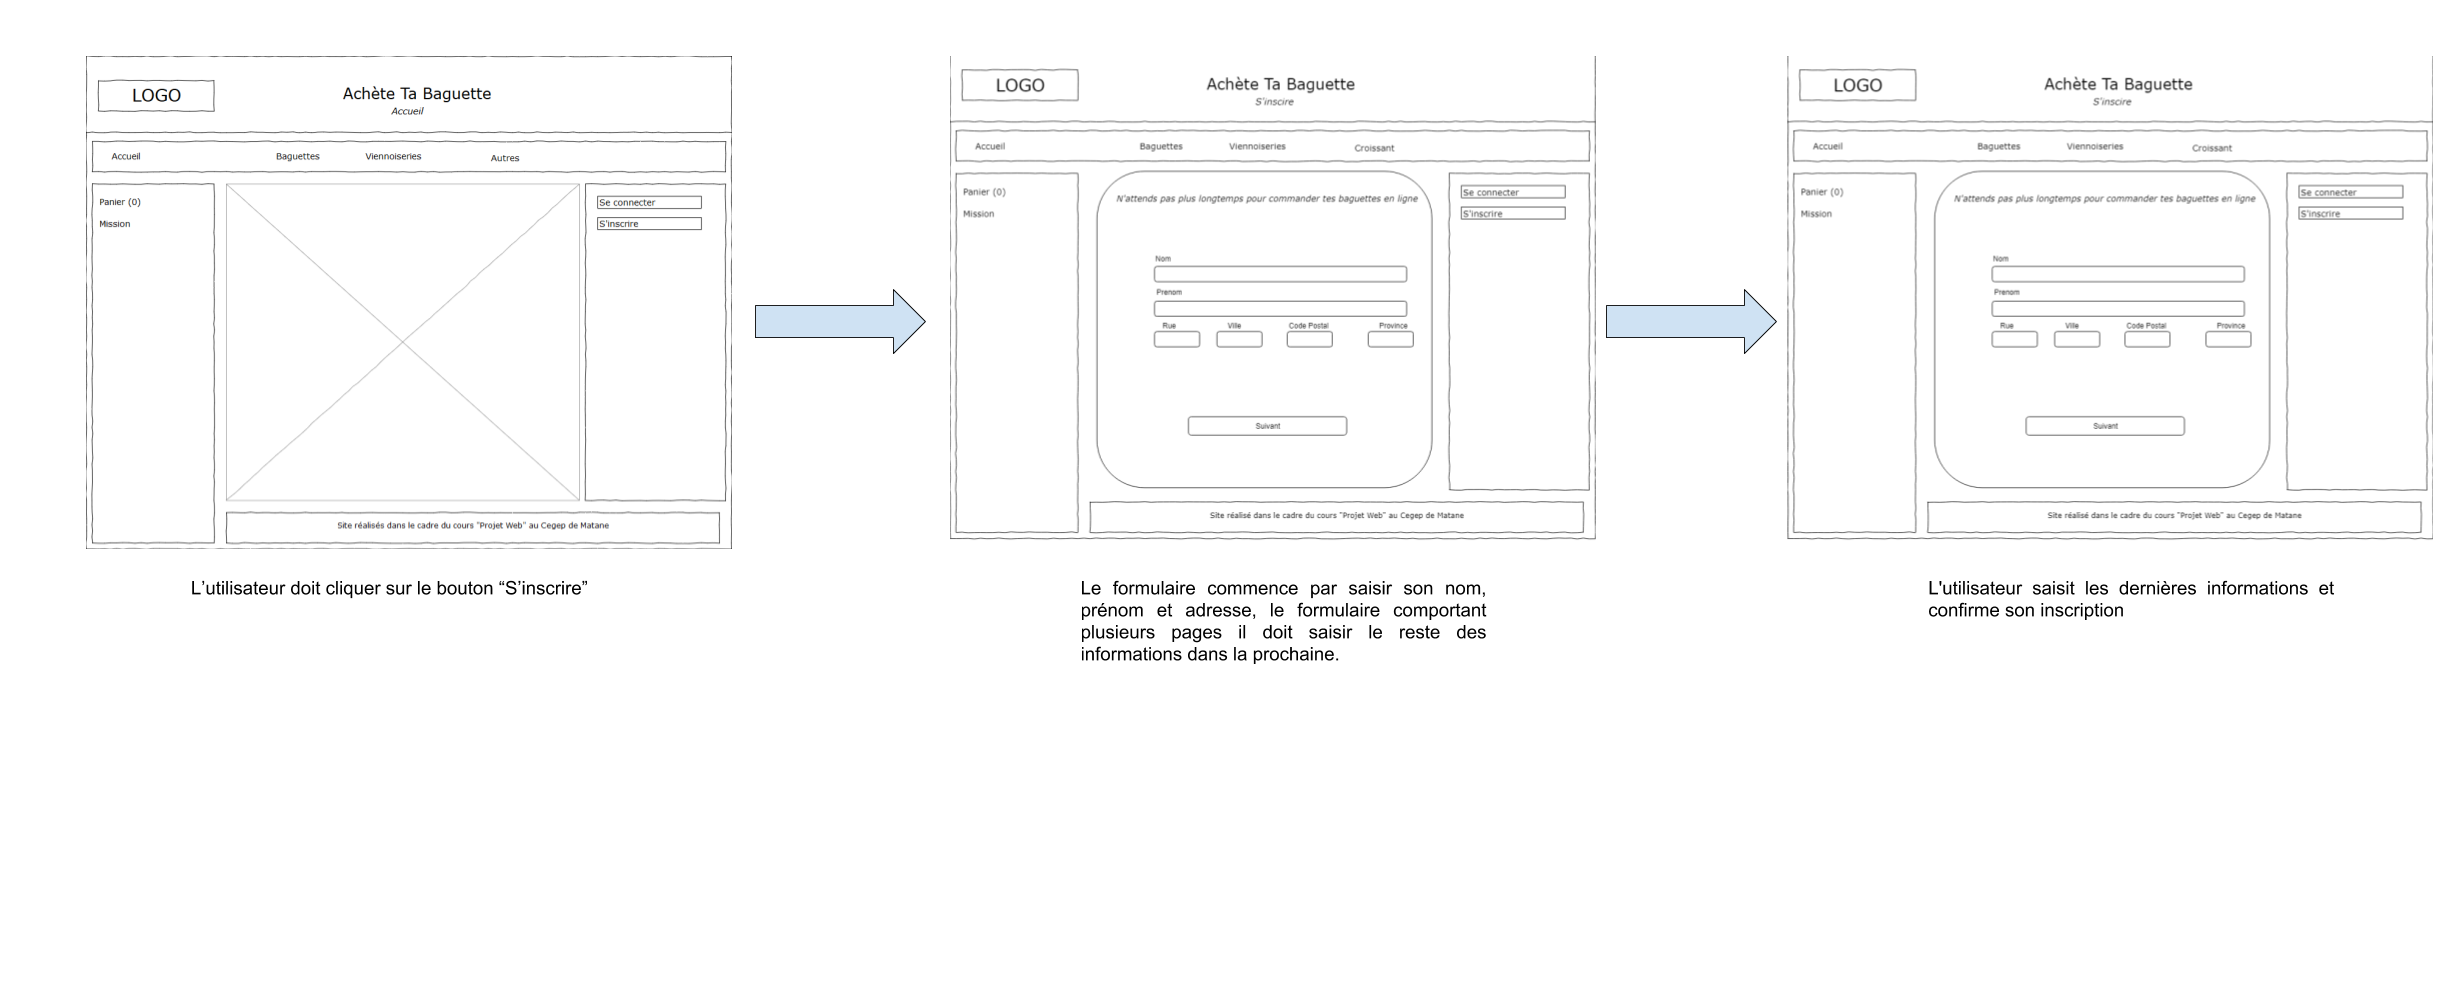 LOGO
Achète Ta Baguette
Accueil
Accueil
Baguettes
Viennoiseries
Autres
Panier (0)
Mission
Se connecter
S'inscrire
Site réalisés dans le cadre du cours "Projet Web" au Cegep de Matane
L’utilisateur doit cliquer sur le bouton “S’inscrire”
LOGO
Achète Ta Baguette
S'inscire
Accueil
Baguettes
Viennoiseries
Croissant
Panier (0)
Mission
N'attends pas plus longtemps pour commander tes baguettes en ligne
Nom
Prenom
Rue
Ville
Code Postal
Province
Suivant
Se connecter
S'inscrire
Site réalisé dans le cadre du cours "Projet Web" au Cegep de Matane
Le formulaire commence par saisir son nom,
prénom et adresse, le formulaire comportant
plusieurs pages il doit saisir le reste des
informations dans la prochaine.
LOGO
Achète Ta Baguette
S'inscire
Accueil
Baguettes
Viennoiseries
Croissant
Panier (0)
Mission
N'attends pas plus longtemps pour commander tes baguettes en ligne
Nom
Prenom
Rue
Ville
Code Postal
Province
Suivant
Se connecter
S'inscrire
Site réalisé dans le cadre du cours "Projet Web" au Cegep de Matane
L'utilisateur saisit les dernières informations et
confirme son inscription